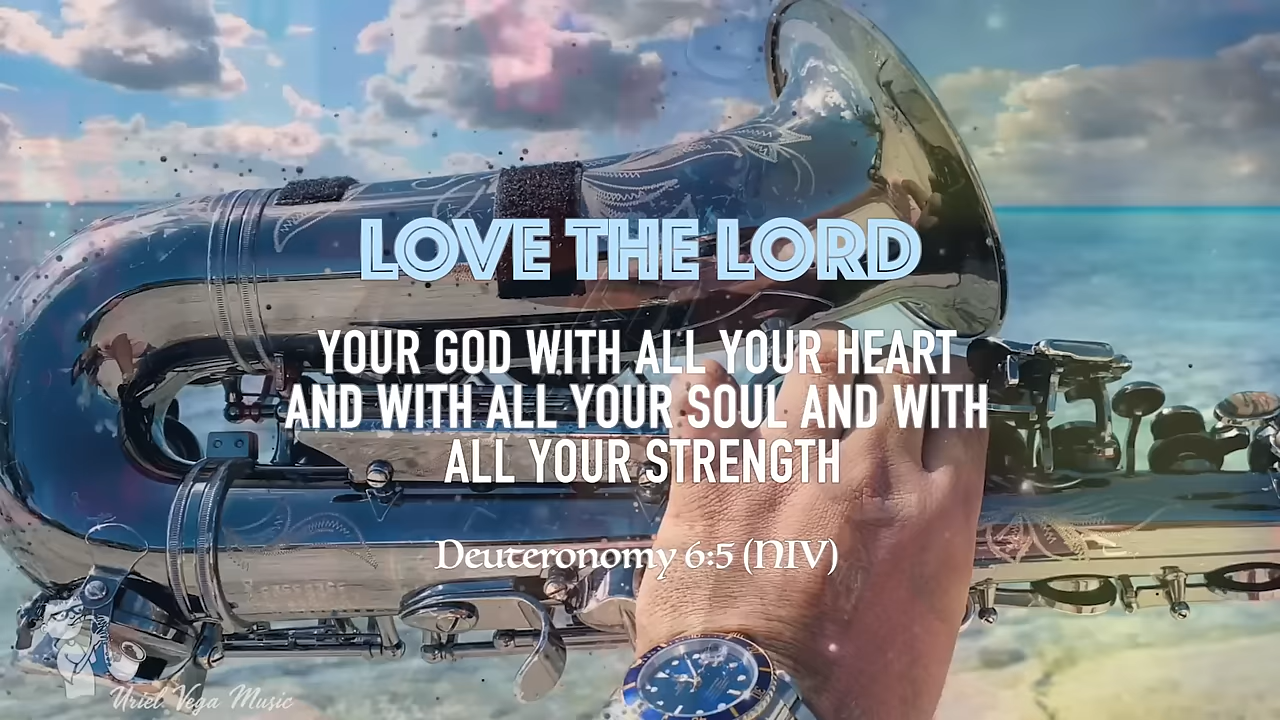 LOVE THE LORD
YOUR GOD WITH ALL YOUR HEART
AND WITH ALL YOUR SOUL AND WITH
ALL YOUR STRENGTH
Deuteronomy 6:5 (NIV)
Uriel Vega Music